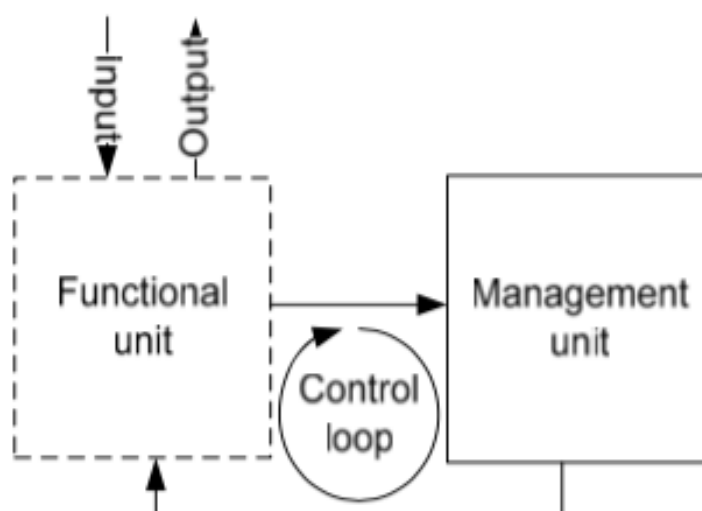 Input
Output
Functional
unit
Management
unit
Control
loop